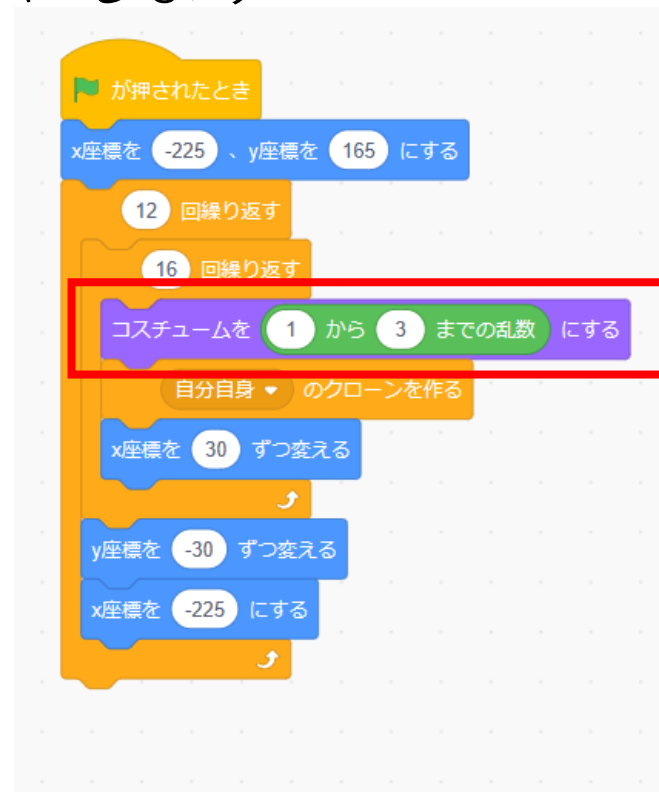 が押されたとき
x座標を -225 、y座標を 165 にする
12 回繰り返す
16 回繰り返す
コスチュームを 1 から 3 までの乱数 にする
自分自身 のクローンを作る
x座標を 30 ずつ変える
y座標を -30 ずつ変える
x座標を -225 にする